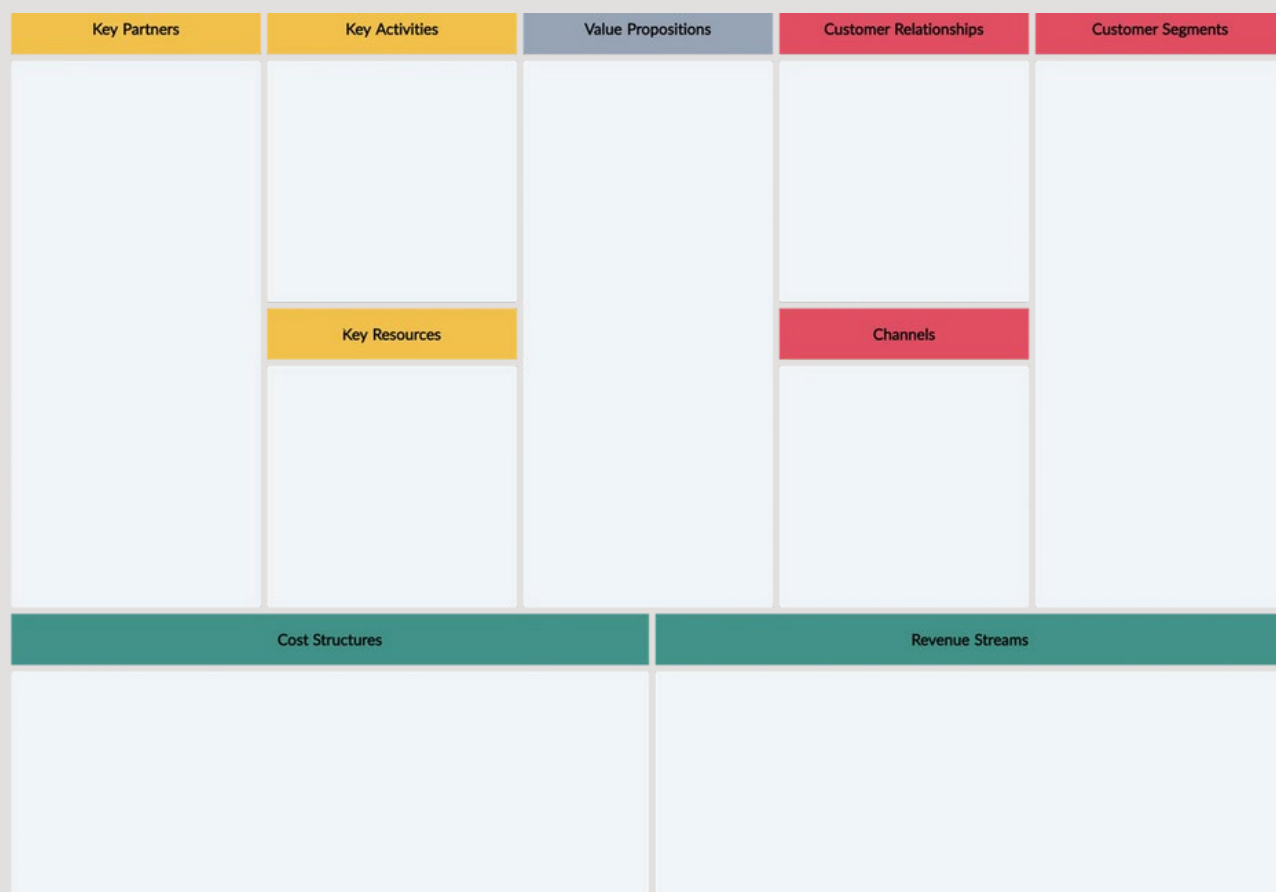 Key Partners
Key Activities
Value Propositions
Customer Relationships
Customer Segments
Key Resources
Channels
Cost Structures
Revenue Streams